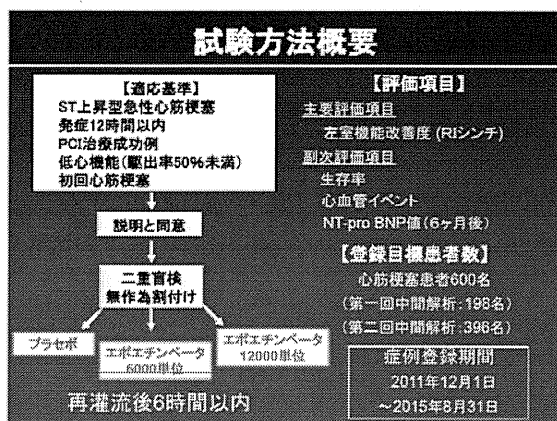 試験方法概要
【適応基準】
ST上昇型急性心筋梗塞
発症12時間以内
PCI治療成功例
低心機能(駆出率50%未満)
初回心筋梗塞
説明と同意
二重盲検
無作為割付け
プラセボ
エポエチンベータ
6000単位
エポエチンベータ
12000単位
再灌流後6時間以内
【評価項目】
主要評価項目
左室機能改善度 (RIシンチ)
副次評価項目
生存率
心血管イベント
NT-pro BNP値(6ヶ月後)
【登録目標患者数】
心筋梗塞患者600名
(第一回中間解析:198名)
(第二回中間解析:396名)
症例登録期間
2011年12月1日
～2015年8月31日